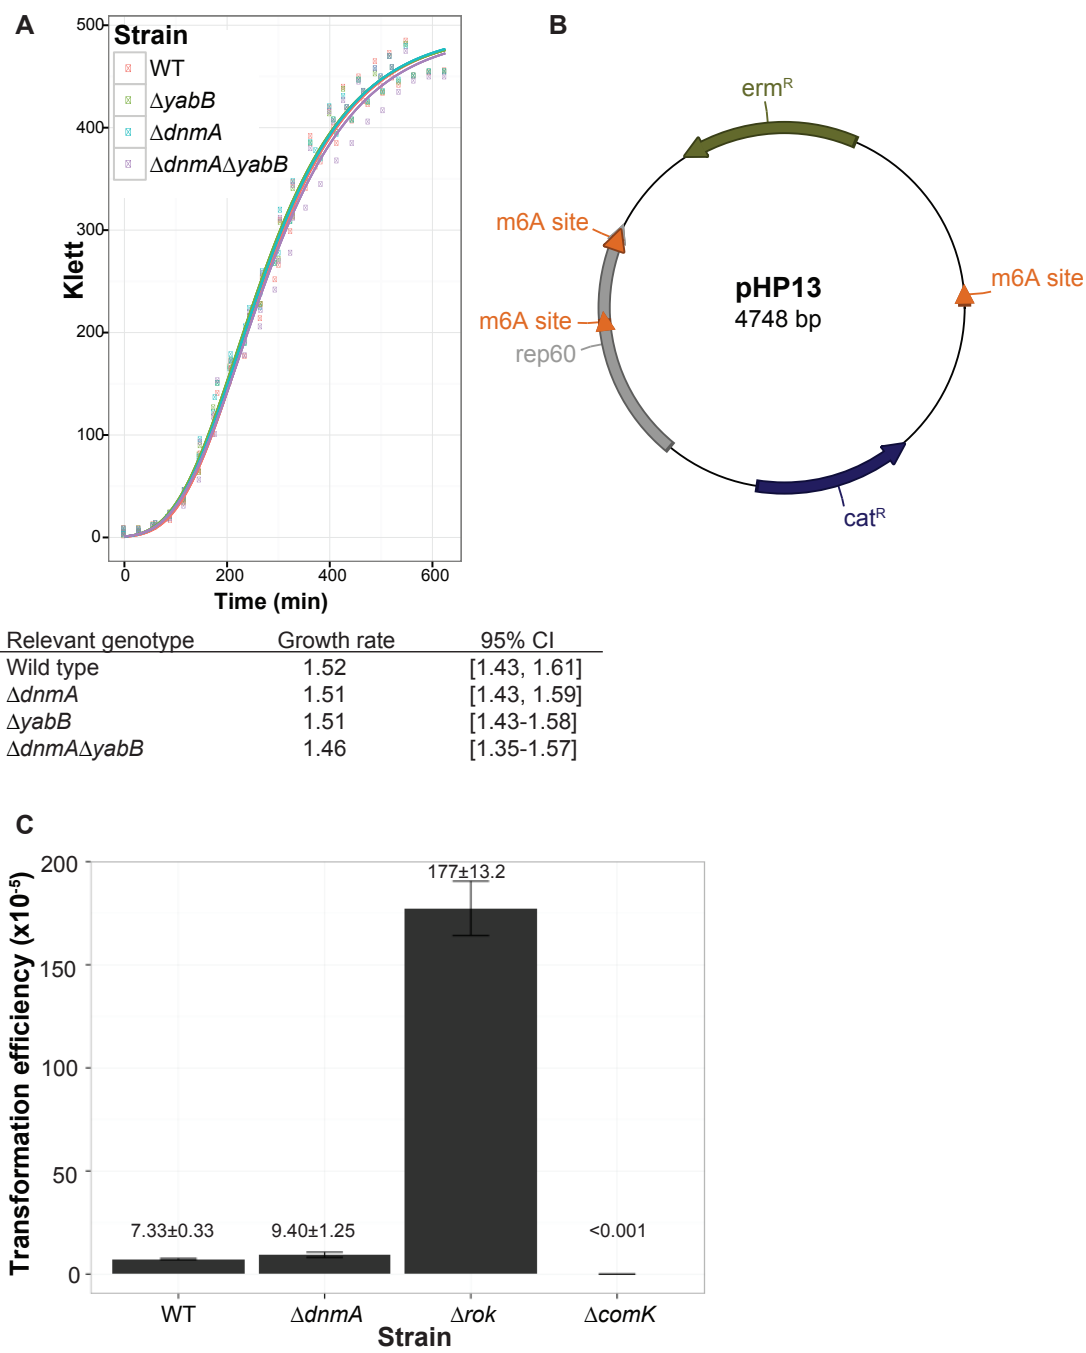 A
Strain
WT
ΔyabB
ΔdnmA
ΔdnmAΔyabB
500
400
300
200
100
0
Klett
0 200 400 600
Time (min)
Relevant genotype Growth rate 95% CI
Wild type 1.52 [1.43, 1.61]
ΔdnmA 1.51 [1.43, 1.59]
ΔyabB 1.51 [1.43-1.58]
ΔdnmAΔyabB 1.46 [1.35-1.57]
B
ermᴿ
m6A site
m6A site
m6A site
rep60
pHP13
4748 bp
catᴿ
C
Transformation efficiency (x10⁻⁵)
200
150
100
50
0
7.33±0.33
9.40±1.25
177±13.2
<0.001
WT ΔdnmA Δrok ΔcomK
Strain